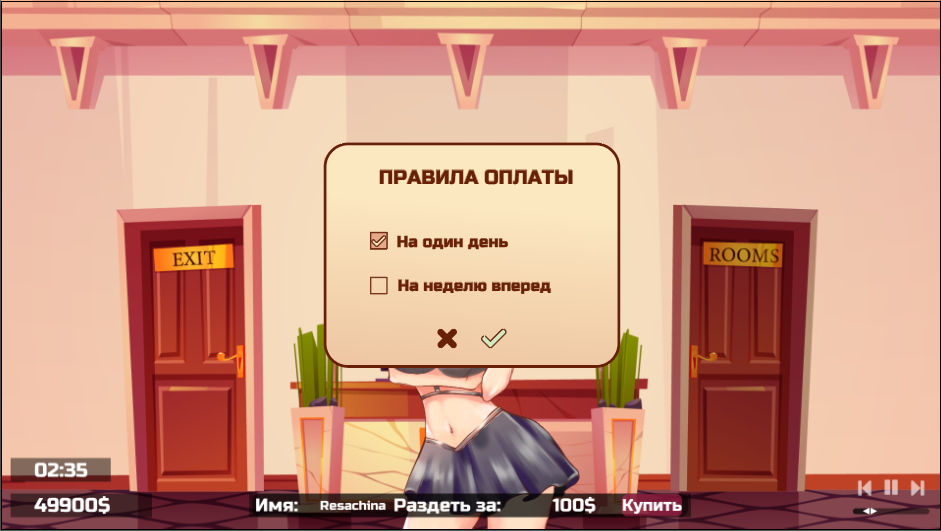 ПРАВИЛА ОПЛАТЫ
На один день
На неделю вперед
EXIT
ROOMS
02:35
49900$
Имя: Resachina Раздеть за: 100$ Купить